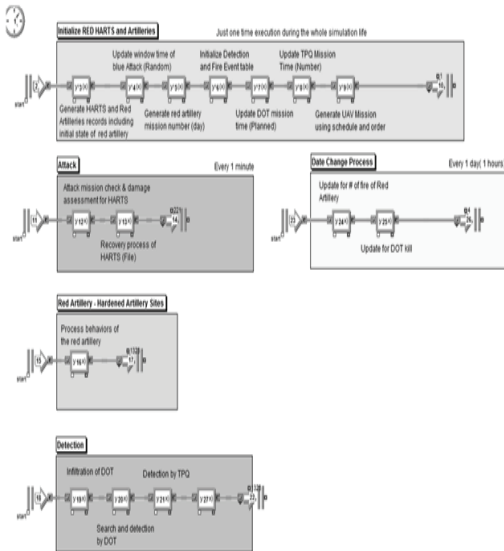 Initialize RED HARTS and Artilleries
Just one time execution during the whole simulation life
Update window time of
blue Attack (Random)
Initialize Detection
and Fire Event table
Update TPQ Mission
Time (Number)
start
Generate HARTS and Red
Artilleries records including
initial state of red artillery
Generate red artillery
mission number (day)
Update DOT mission
time (Planned)
Generate UAV Mission
using schedule and order
Attack
Every 1 minute
Attack mission check & damage
assessment for HARTS
start
Recovery process of
HARTS (File)
Date Change Process
Every 1 day( 1 hours)
Update for # of fire of Red
Artillery
start
Update for DOT kill
Red Artillery - Hardened Artillery Sites
Process behaviors of
the red artillery
start
Detection
Infiltration of DOT
Detection by TPQ
start
Search and detection
by DOT